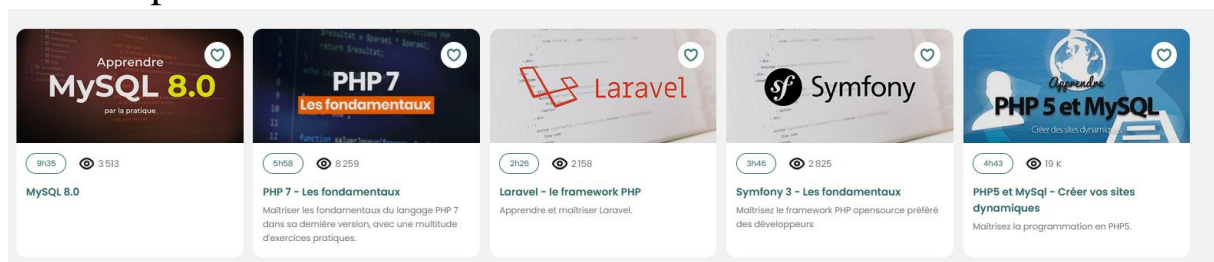 Apprendre
MySQL 8.0
par la pratique
9h35 3 513
MySQL 8.0
PHP 7
Les fondamentaux
5h58 8 259
PHP 7 - Les fondamentaux
Maîtriser les fondamentaux du langage PHP 7
dans sa dernière version, avec une multitude
d'exercices pratiques.
Laravel
2h26 2 158
Laravel - le framework PHP
Apprendre et maîtriser Laravel.
sf Symfony
3h46 2 825
Symfony 3 - Les fondamentaux
Maîtrisez le framework PHP opensource préféré
des développeurs
Apprendre
PHP 5 et MySQL
Créer des sites dynamiques
4h43 19 K
PHP5 et MySql - Créer vos sites
dynamiques
Maîtrisez la programmation en PHP5.